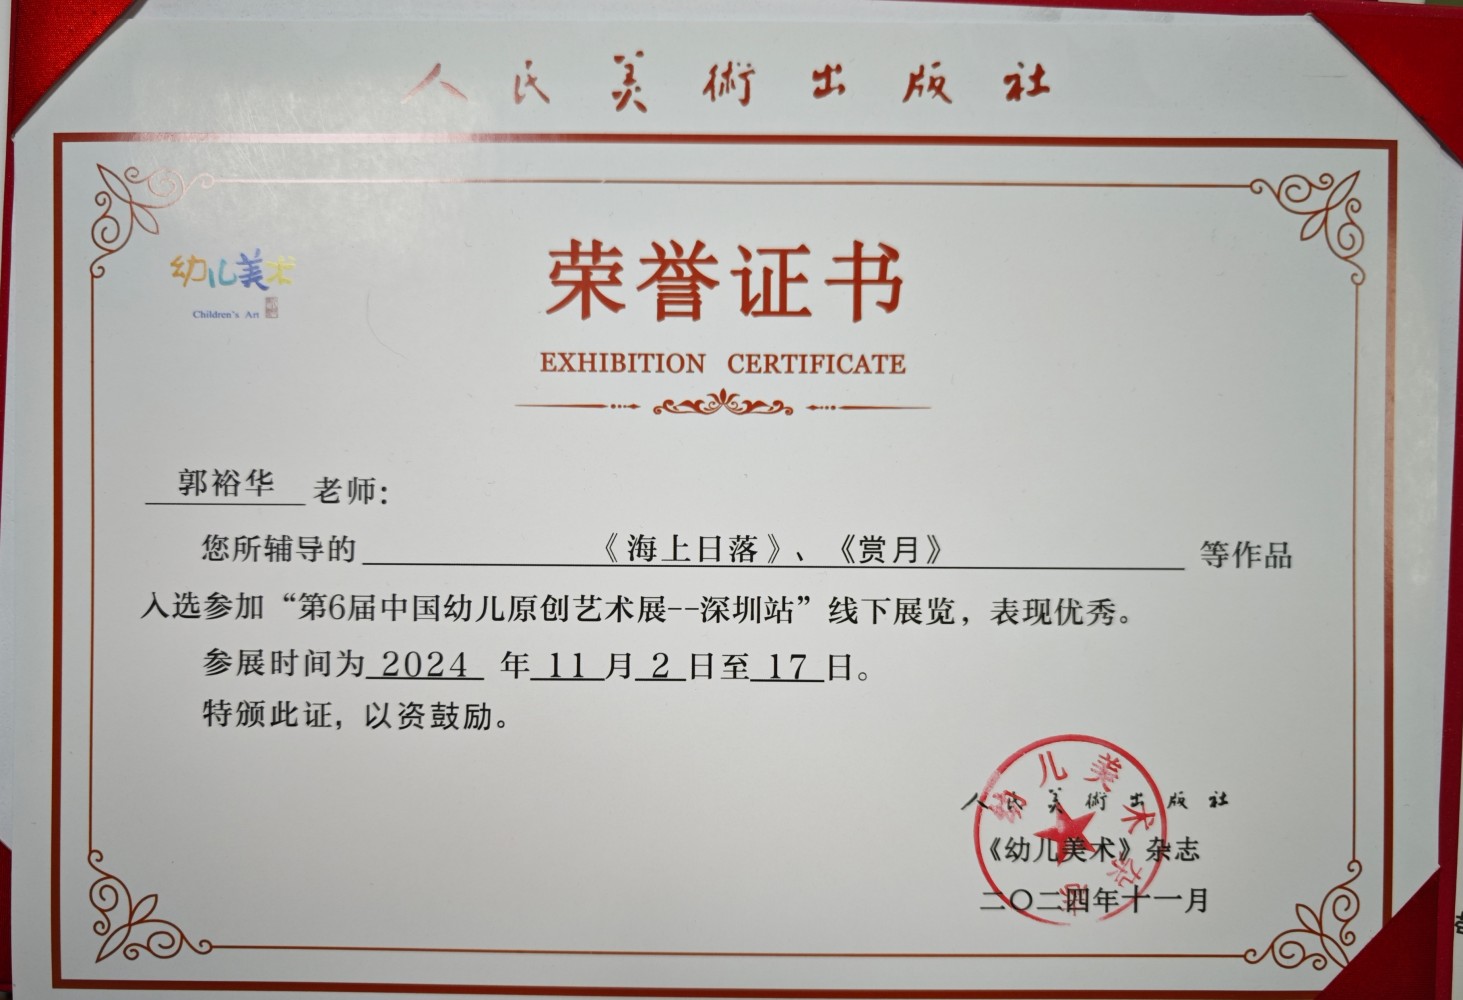 人民美術出版社
幼儿美术
Children's Art
荣誉证书
EXHIBITION CERTIFICATE
郭裕华 老师：
您所辅导的 《海上日落》、《赏月》 等作品
入选参加“第6届中国幼儿原创艺术展--深圳站”线下展览，表现优秀。
参展时间为 2024 年 11 月 2 日至 17 日。
特颁此证，以资鼓励。
人民美術出版社
《幼儿美术》杂志
二〇二四年十一月
幼儿美术杂